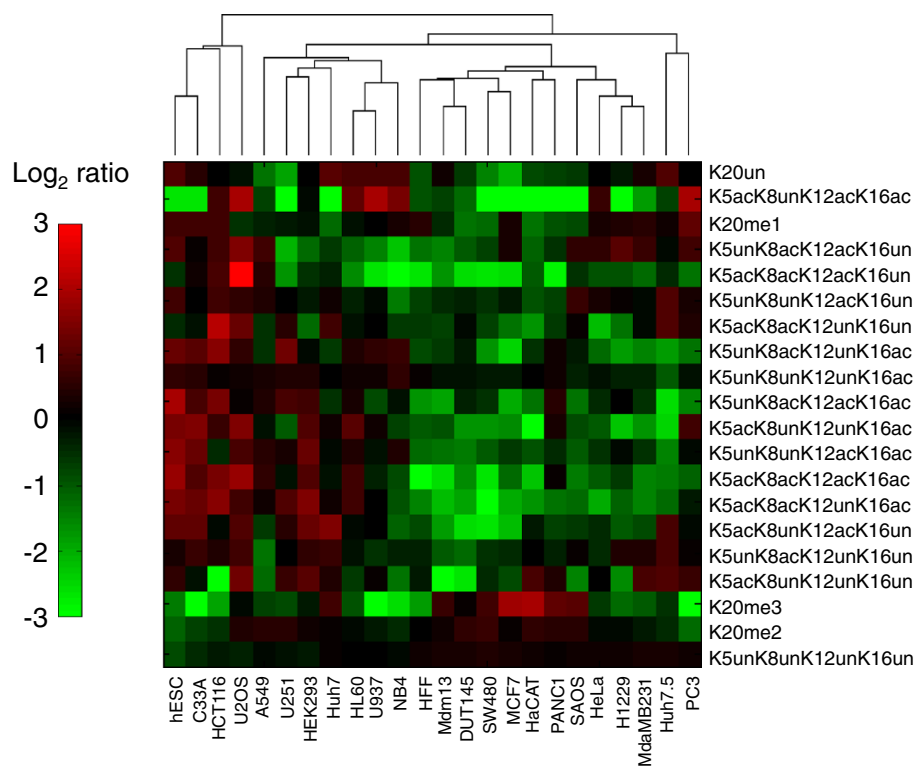 Log2 ratio
3
2
1
0
-1
-2
-3
K20un
K5acK8unK12acK16ac
K20me1
K5unK8acK12acK16un
K5acK8acK12acK16un
K5unK8unK12acK16un
K5acK8acK12unK16un
K5unK8acK12unK16ac
K5unK8unK12unK16ac
K5unK8acK12acK16ac
K5acK8unK12unK16ac
K5unK8unK12acK16ac
K5acK8acK12acK16ac
K5acK8acK12unK16ac
K5acK8unK12acK16un
K5unK8acK12unK16un
K5acK8unK12unK16un
K20me3
K20me2
K5unK8unK12unK16un
hESC
C33A
HCT116
U2OS
A549
U251
HEK293
Huh7
HL60
U937
NB4
HFF
Mdm13
DUT145
SW480
MCF7
HaCAT
PANC1
SAOS
HeLa
H1229
MdaMB231
Huh7.5
PC3